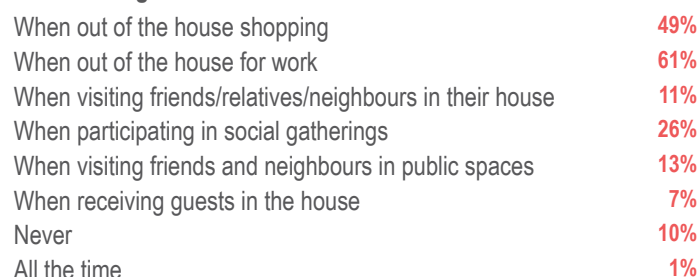 When out of the house shopping 49%
When out of the house for work 61%
When visiting friends/relatives/neighbours in their house 11%
When participating in social gatherings 26%
When visiting friends and neighbours in public spaces 13%
When receiving guests in the house 7%
Never 10%
All the time 1%